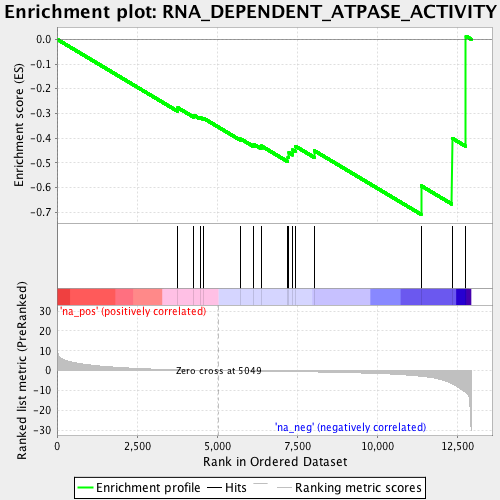 Enrichment plot: RNA_DEPENDENT_ATPASE_ACTIVITY
Enrichment score (ES)
0.0
-0.1
-0.2
-0.3
-0.4
-0.5
-0.6
-0.7
Ranked list metric (PreRanked)
30
20
10
0
-10
-20
-30
'na_pos' (positively correlated)
Zero cross at 5049
'na_neg' (negatively correlated)
0
2,500
5,000
7,500
10,000
12,500
Rank in Ordered Dataset
Enrichment profile
Hits
Ranking metric scores